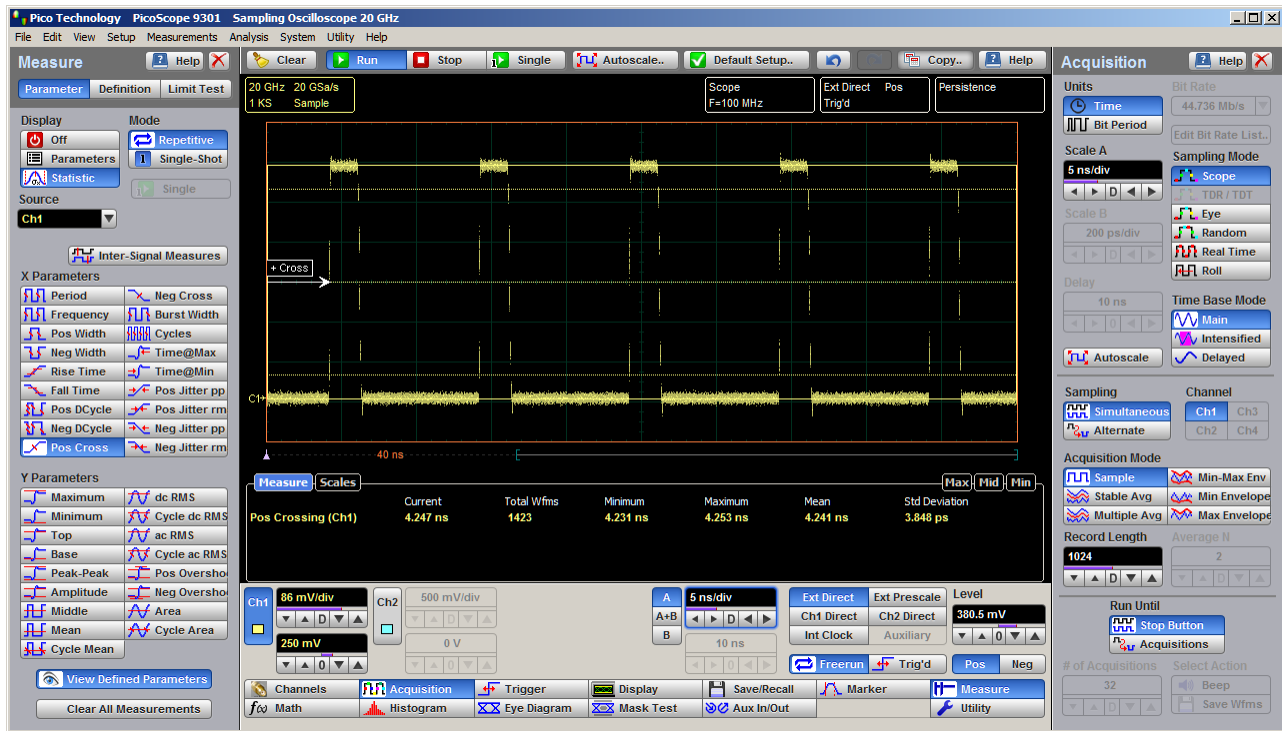 Pico Technology PicoScope 9301 Sampling Oscilloscope 20 GHz
File Edit View Setup Measurements Analysis System Utility Help
Measure Help
Parameter Definition Limit Test
Display Mode
Off Repetitive
Parameters 1 Single-Shot
Statistic
Single
Source
Ch1
Inter-Signal Measures
X Parameters
Period Neg Cross
Frequency Burst Width
Pos Width Cycles
Neg Width Time@Max
Rise Time Time@Min
Fall Time Pos Jitter pp
Pos DCycle Pos Jitter rm
Neg DCycle Neg Jitter pp
Pos Cross Neg Jitter rm
Y Parameters
Maximum dc RMS
Minimum Cycle dc RMS
Top ac RMS
Base Cycle ac RMS
Peak-Peak Pos Oversho
Amplitude Neg Oversho
Middle Area
Mean Cycle Area
Cycle Mean
View Defined Parameters
Clear All Measurements
Clear Run Stop Single Autoscale.. Default Setup.. Copy.. Help
20 GHz 20 GSa/s
1 KS Sample
Scope
F=100 MHz
Ext Direct Pos
Trig'd
Persistence
+ Cross
C1
40 ns
Measure Scales Max Mid Min
Current Total Wfms Minimum Maximum Mean Std Deviation
Pos Crossing (Ch1) 4.247 ns 1423 4.231 ns 4.253 ns 4.241 ns 3.848 ps
Ch1 86 mV/div
D
250 mV
0
Ch2 500 mV/div
D
0 V
0
A 5 ns/div
A+B D
B 10 ns
0
Ext Direct Ext Prescale Level
Ch1 Direct Ch2 Direct 380.5 mV
Int Clock Auxiliary 0
Freerun Trig'd Pos Neg
Channels Acquisition Trigger Display Save/Recall Marker Measure
f(x) Math Histogram Eye Diagram Mask Test Aux In/Out Utility
Acquisition Help
Units Bit Rate
Time 44.736 Mb/s
Bit Period Edit Bit Rate List..
Scale A Sampling Mode
5 ns/div Scope
D TDR / TDT
Scale B Eye
200 ps/div Random
D Real Time
Roll
Delay
10 ns Time Base Mode
0 Main
Intensified
Autoscale Delayed
Sampling Channel
Simultaneous Ch1 Ch3
Alternate Ch2 Ch4
Acquisition Mode
Sample Min-Max Env
Stable Avg Min Envelope
Multiple Avg Max Envelope
Record Length Average N
1024 2
D D
Run Until
Stop Button
Acquisitions
# of Acquisitions Select Action
32 Beep
D Save Wfms